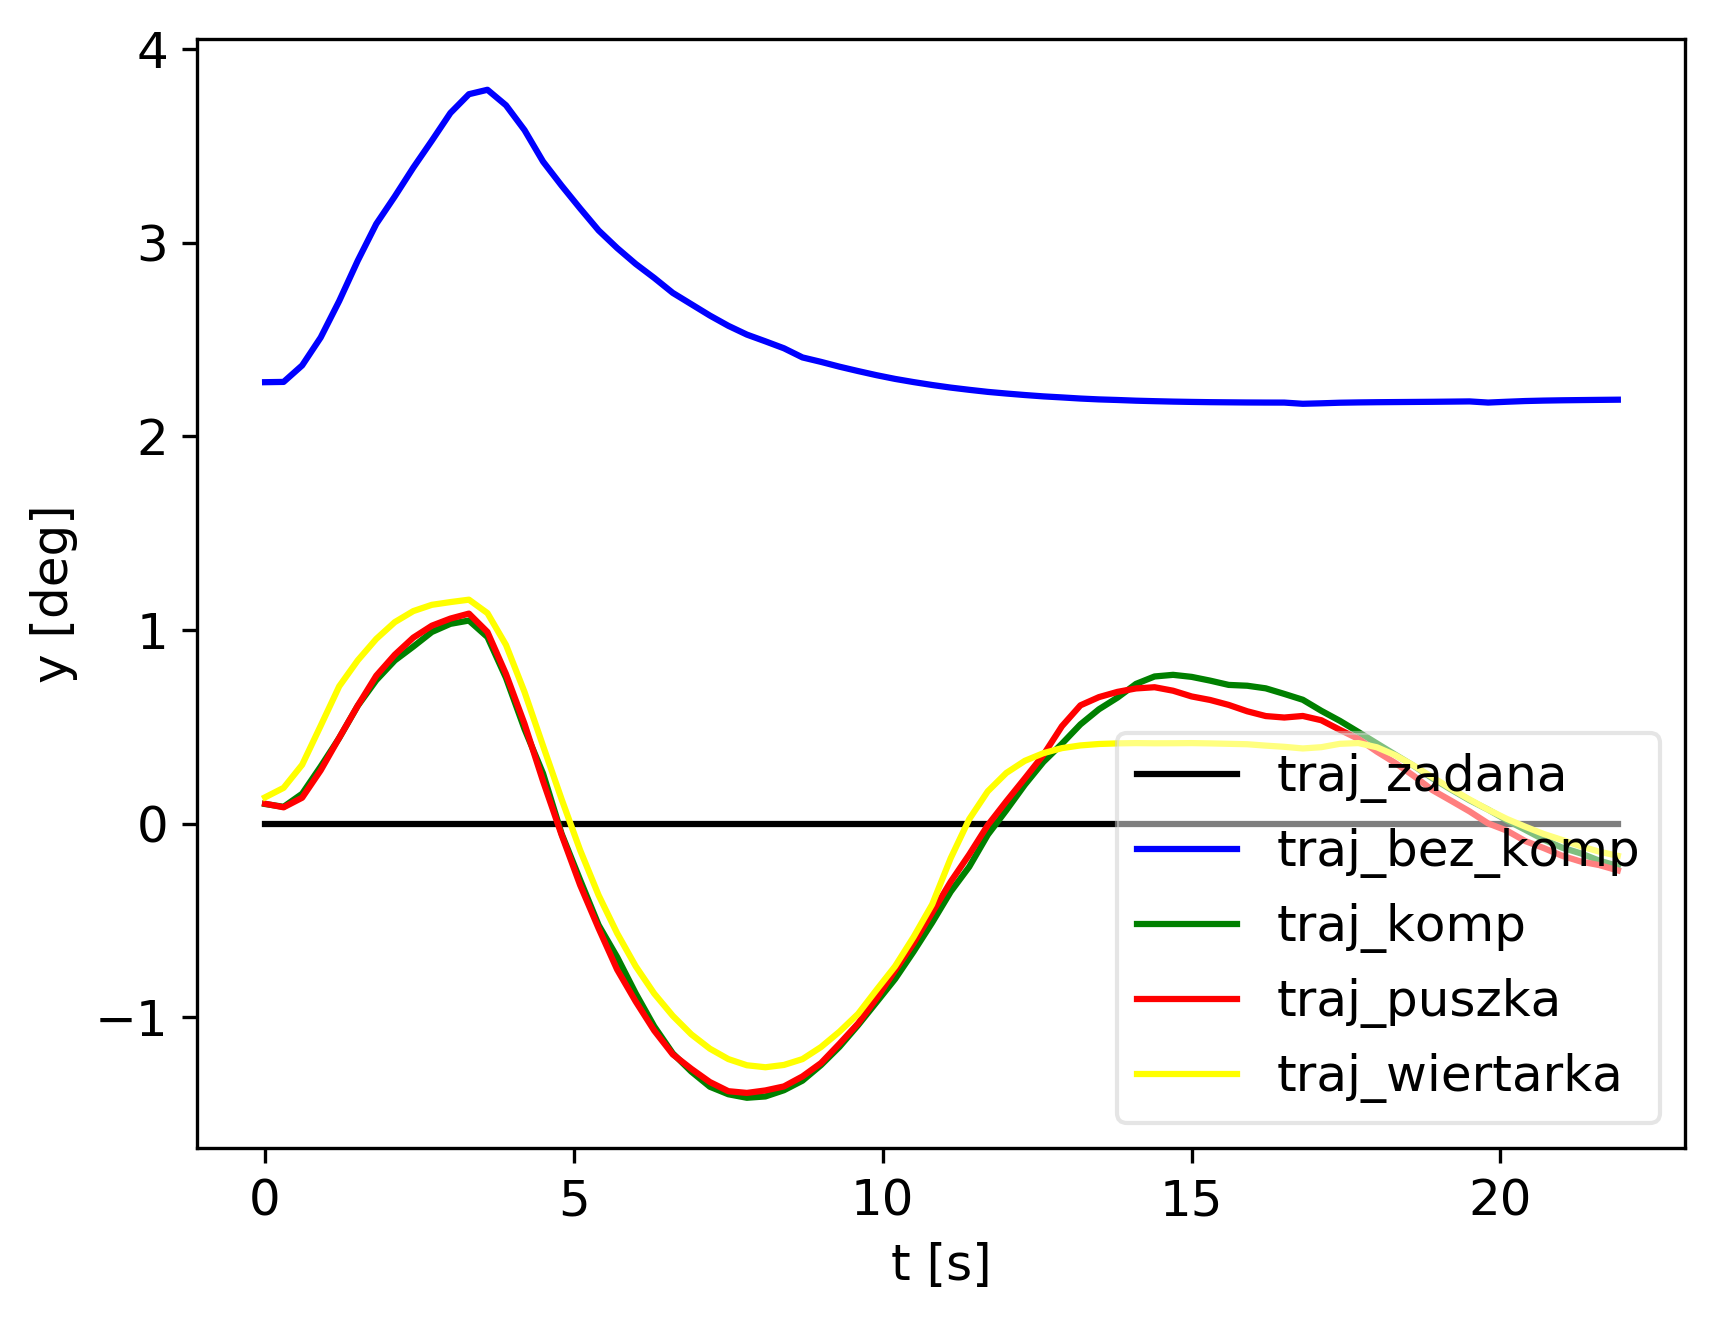 4
3
2
1
0
−1
y [deg]
traj_zadana
traj_bez_komp
traj_komp
traj_puszka
traj_wiertarka
0 5 10 15 20
t [s]